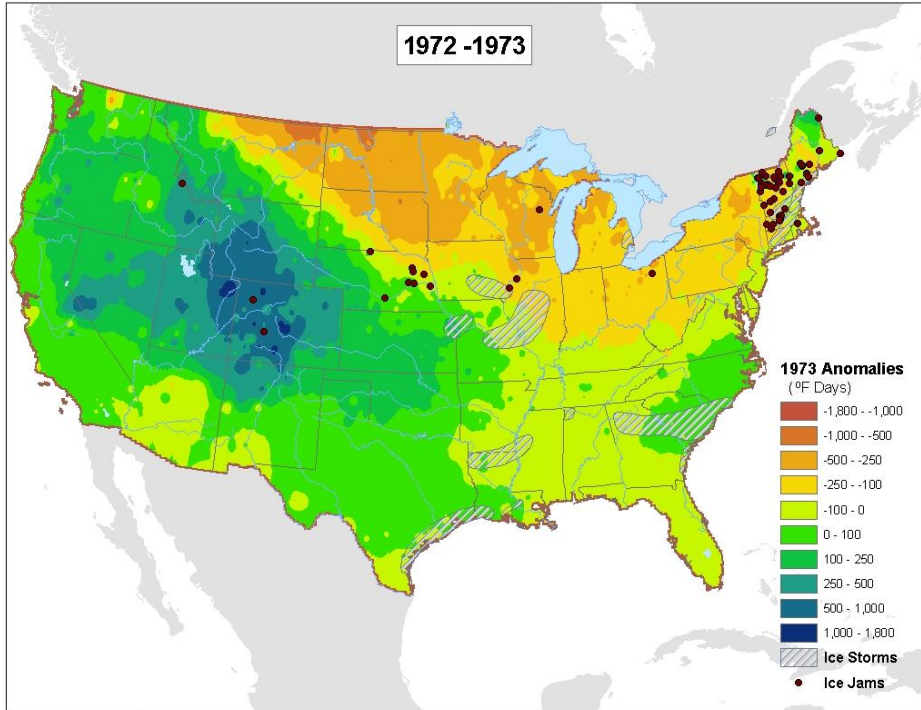 1972 -1973
1973 Anomalies
(ºF Days)
-1,800 - -1,000
-1,000 - -500
-500 - -250
-250 - -100
-100 - 0
0 - 100
100 - 250
250 - 500
500 - 1,000
1,000 - 1,800
Ice Storms
Ice Jams